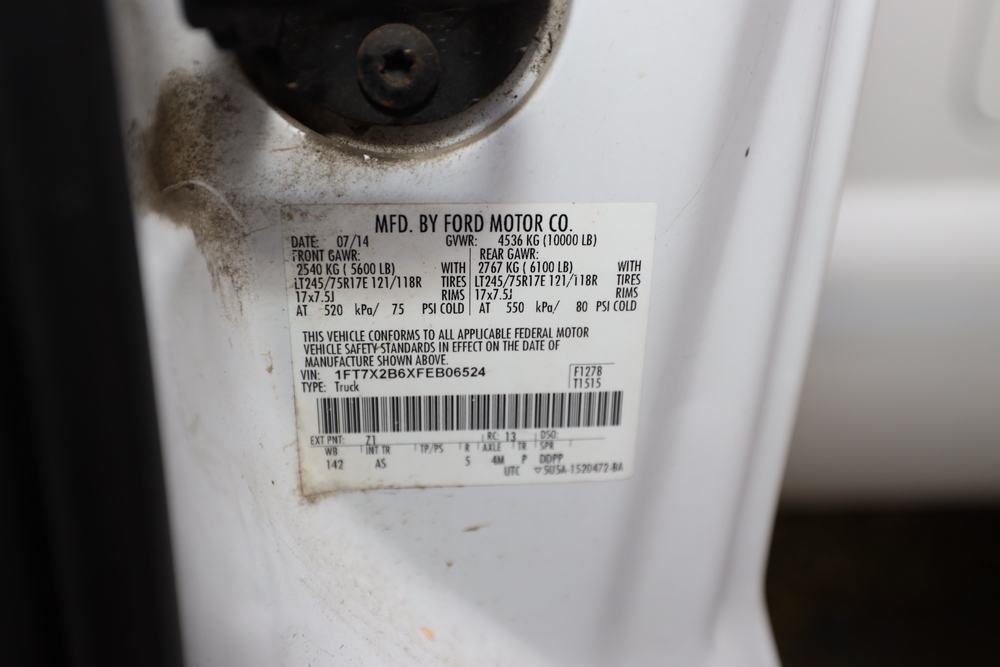 MFD. BY FORD MOTOR CO.
DATE: 07/14 GVWR: 4536 KG (10000 LB)
FRONT GAWR: REAR GAWR:
2540 KG ( 5600 LB) WITH 2767 KG ( 6100 LB) WITH
LT245/75R17E 121/118R TIRES LT245/75R17E 121/118R TIRES
17x7.5J RIMS 17x7.5J RIMS
AT 520 kPa/ 75 PSI COLD AT 550 kPa/ 80 PSI COLD
THIS VEHICLE CONFORMS TO ALL APPLICABLE FEDERAL MOTOR
VEHICLE SAFETY STANDARDS IN EFFECT ON THE DATE OF
MANUFACTURE SHOWN ABOVE.
VIN: 1FT7X2B6XFEB06524 F1278
TYPE: Truck T1515
EXT PNT: Z1 RC: 13 DSO:
WB INT TR TP/PS R AXLE TR SPR
142 AS 5 4M P DDPP
UTC 5U5A-1520472-BA